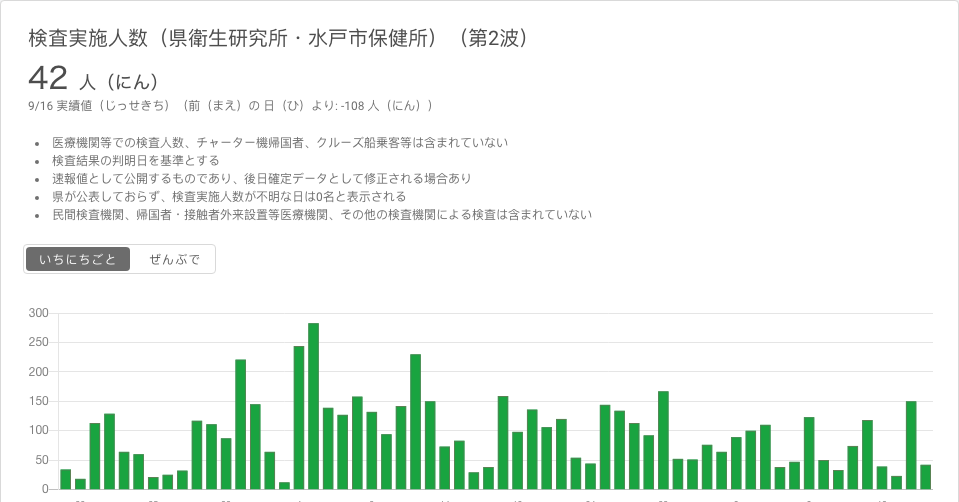 検査実施人数（県衛生研究所・水戸市保健所）（第2波）
42 人（にん）
9/16 実績値（じっせきち）（前（まえ）の 日（ひ）より: -108 人（にん））
医療機関等での検査人数、チャーター機帰国者、クルーズ船乗客等は含まれていない
検査結果の判明日を基準とする
速報値として公開するものであり、後日確定データとして修正される場合あり
県が公表しておらず、検査実施人数が不明な日は0名と表示される
民間検査機関、帰国者・接触者外来設置等医療機関、その他の検査機関による検査は含まれていない
いちにちごと ぜんぶで
300
250
200
150
100
50
0